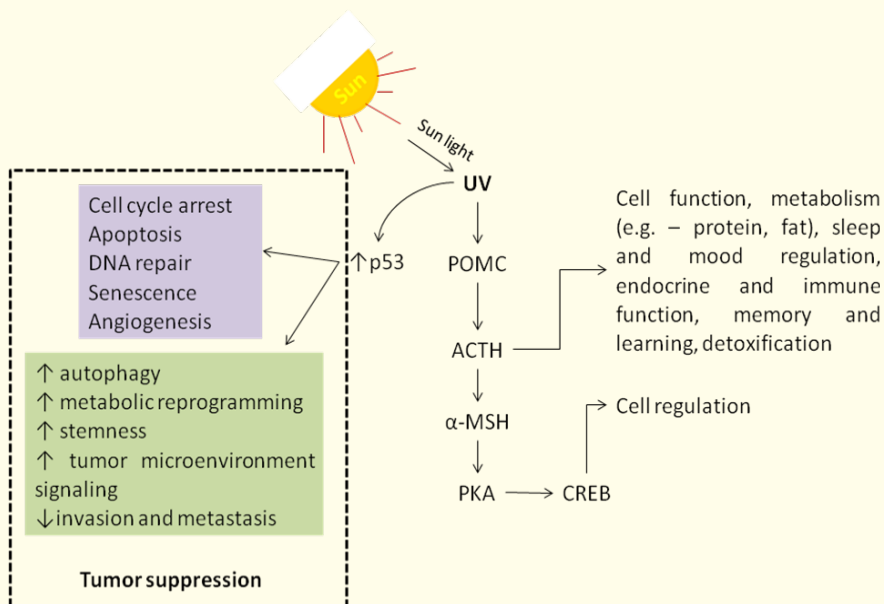 Sun
Sun light
UV
Cell cycle arrest
Apoptosis
DNA repair
Senescence
Angiogenesis
↑p53
POMC
ACTH
α-MSH
PKA
CREB
Cell function, metabolism
(e.g. – protein, fat), sleep
and mood regulation,
endocrine and immune
function, memory and
learning, detoxification
Cell regulation
↑ autophagy
↑ metabolic reprogramming
↑ stemness
↑ tumor microenvironment
signaling
↓ invasion and metastasis
Tumor suppression